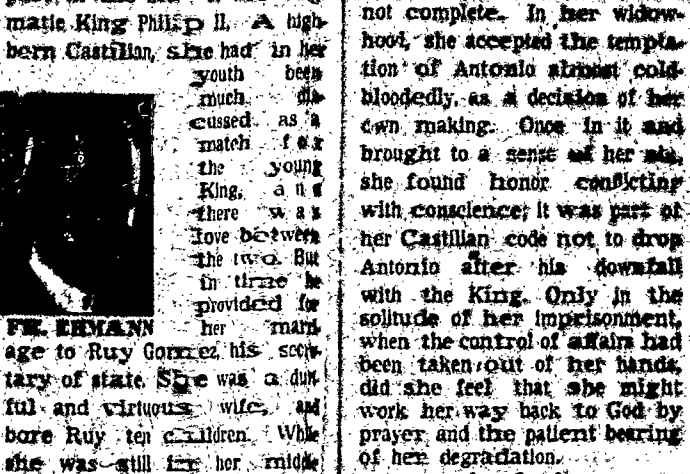 matic King Philip II. A high-
born Castilian, she had in her
youth been
much dis-
cussed as a
match for
the young
King, and
there was
love between
the two. But
in time he
provided for
her marri-
age to Ruy Gomez, his secre-
tary of state. She was a duti-
ful and virtuous wife, and
bore Ruy ten children. While
she was still in her middle
FR. EHMANN
not complete. In her widow-
hood, she accepted the tempta-
tion of Antonio almost cold-
bloodedly, as a decision of her
own making. Once in it and
brought to a sense of her sin,
she found honor conflicting
with conscience; it was part of
her Castilian code not to drop
Antonio after his downfall
with the King. Only in the
solitude of her imprisonment,
when the control of affairs had
been taken out of her hands,
did she feel that she might
work her way back to God by
prayer and the patient bearing
of her degradation.